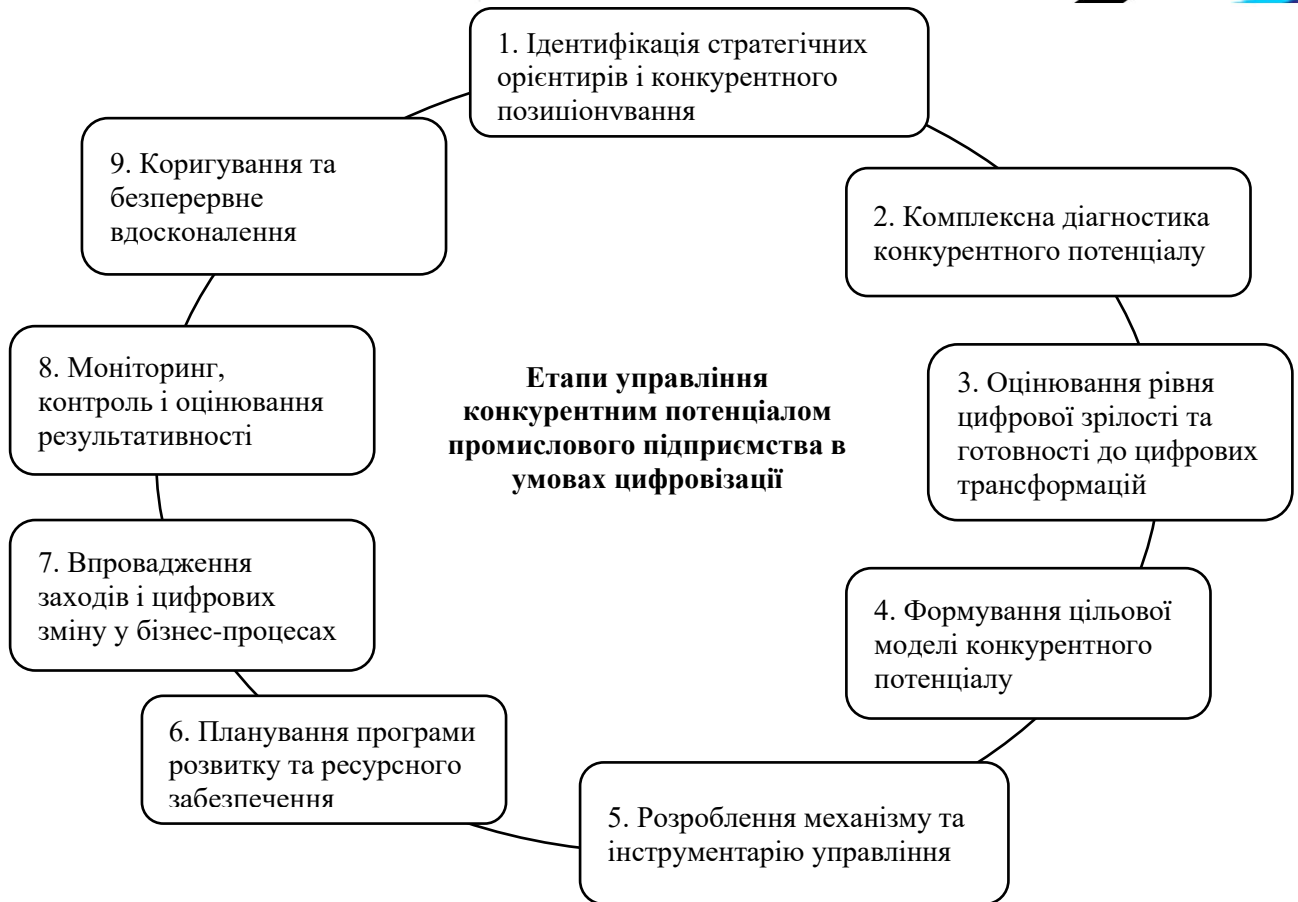 1. Ідентифікація стратегічних
орієнтирів і конкурентного
позиціонування
2. Комплексна діагностика
конкурентного потенціалу
3. Оцінювання рівня
цифрової зрілості та
готовності до цифрових
трансформацій
4. Формування цільової
моделі конкурентного
потенціалу
5. Розроблення механізму та
інструментарію управління
6. Планування програми
розвитку та ресурсного
забезпечення
7. Впровадження
заходів і цифрових
зміну у бізнес-процесах
8. Моніторинг,
контроль і оцінювання
результативності
9. Коригування та
безперервне
вдосконалення
Етапи управління
конкурентним потенціалом
промислового підприємства в
умовах цифровізації